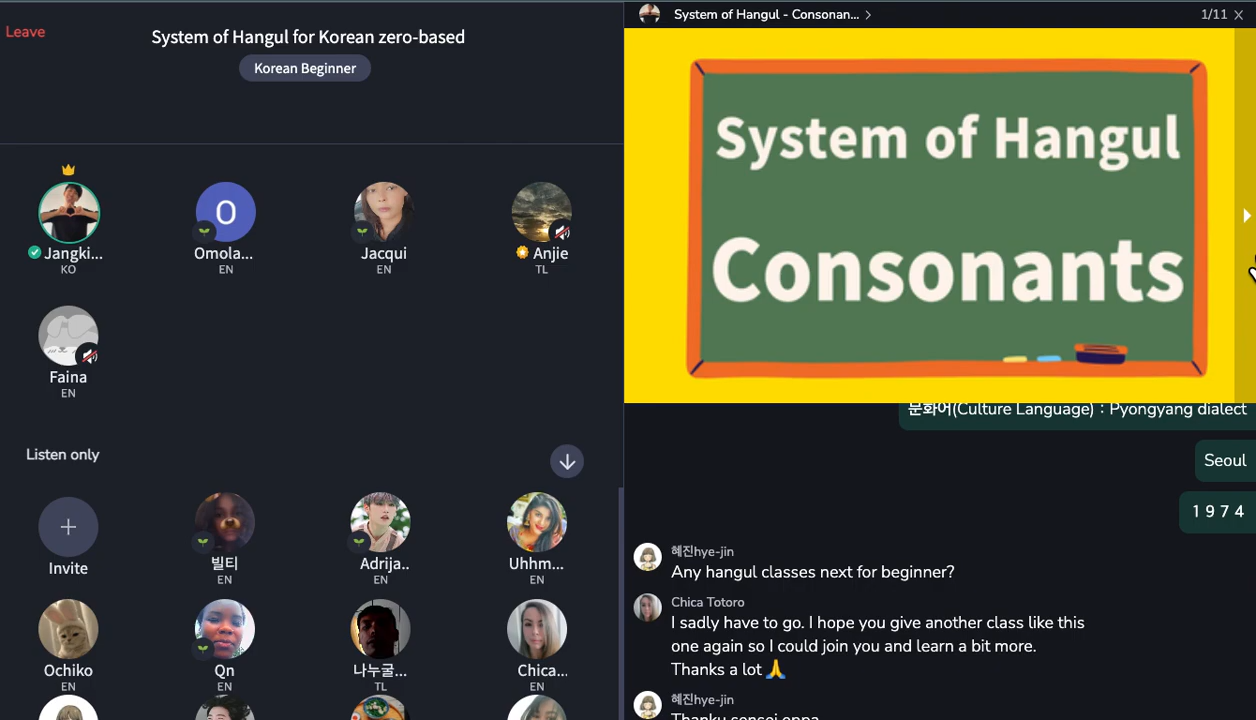 Leave
System of Hangul for Korean zero-based
Korean Beginner
Jangki...
KO
O
Omola...
EN
Jacqui
EN
Anjie
TL
Faina
EN
Listen only
Invite
빌티
EN
Adrija..
EN
Uhhm...
EN
Ochiko
EN
Qn
EN
나누굴...
TL
Chica...
EN
System of Hangul - Consonan...
1/11
System of Hangul
Consonants
문화어(Culture Language) : Pyongyang dialect
Seoul
1 9 7 4
혜진hye-jin
Any hangul classes next for beginner?
Chica Totoro
I sadly have to go. I hope you give another class like this
one again so I could join you and learn a bit more.
Thanks a lot 🙏
혜진hye-jin
Thanku sensei oppa